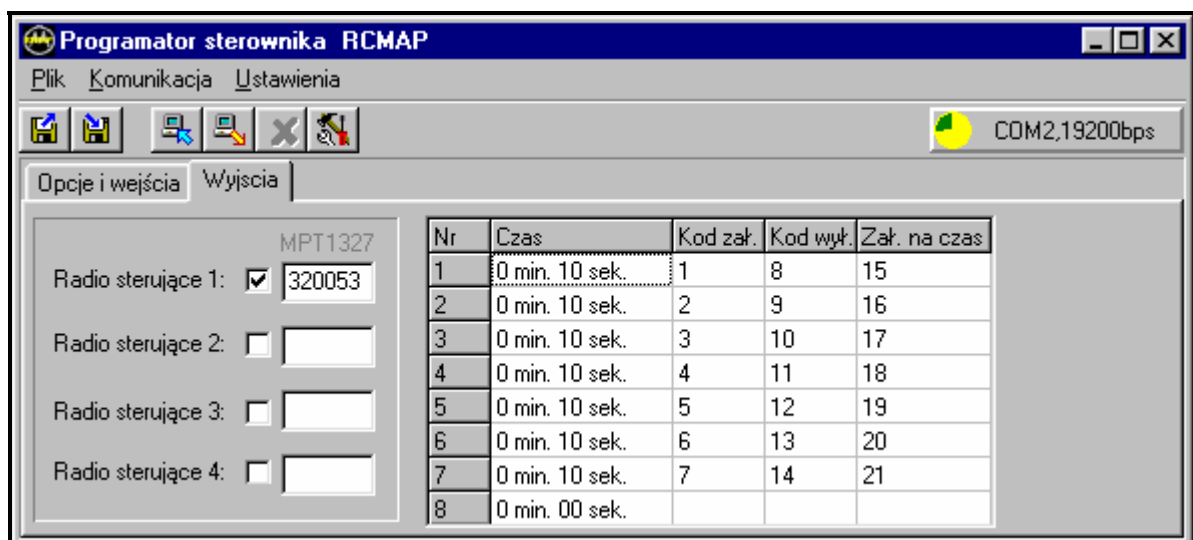 Programator sterownika RCMAP
Plik Komunikacja Ustawienia
COM2,19200bps
Opcje i wejścia Wyjscia
MPT1327
Radio sterujące 1: 320053
Radio sterujące 2:
Radio sterujące 3:
Radio sterujące 4:
Nr Czas Kod zał. Kod wył. Zał. na czas
1 0 min. 10 sek. 1 8 15
2 0 min. 10 sek. 2 9 16
3 0 min. 10 sek. 3 10 17
4 0 min. 10 sek. 4 11 18
5 0 min. 10 sek. 5 12 19
6 0 min. 10 sek. 6 13 20
7 0 min. 10 sek. 7 14 21
8 0 min. 00 sek.